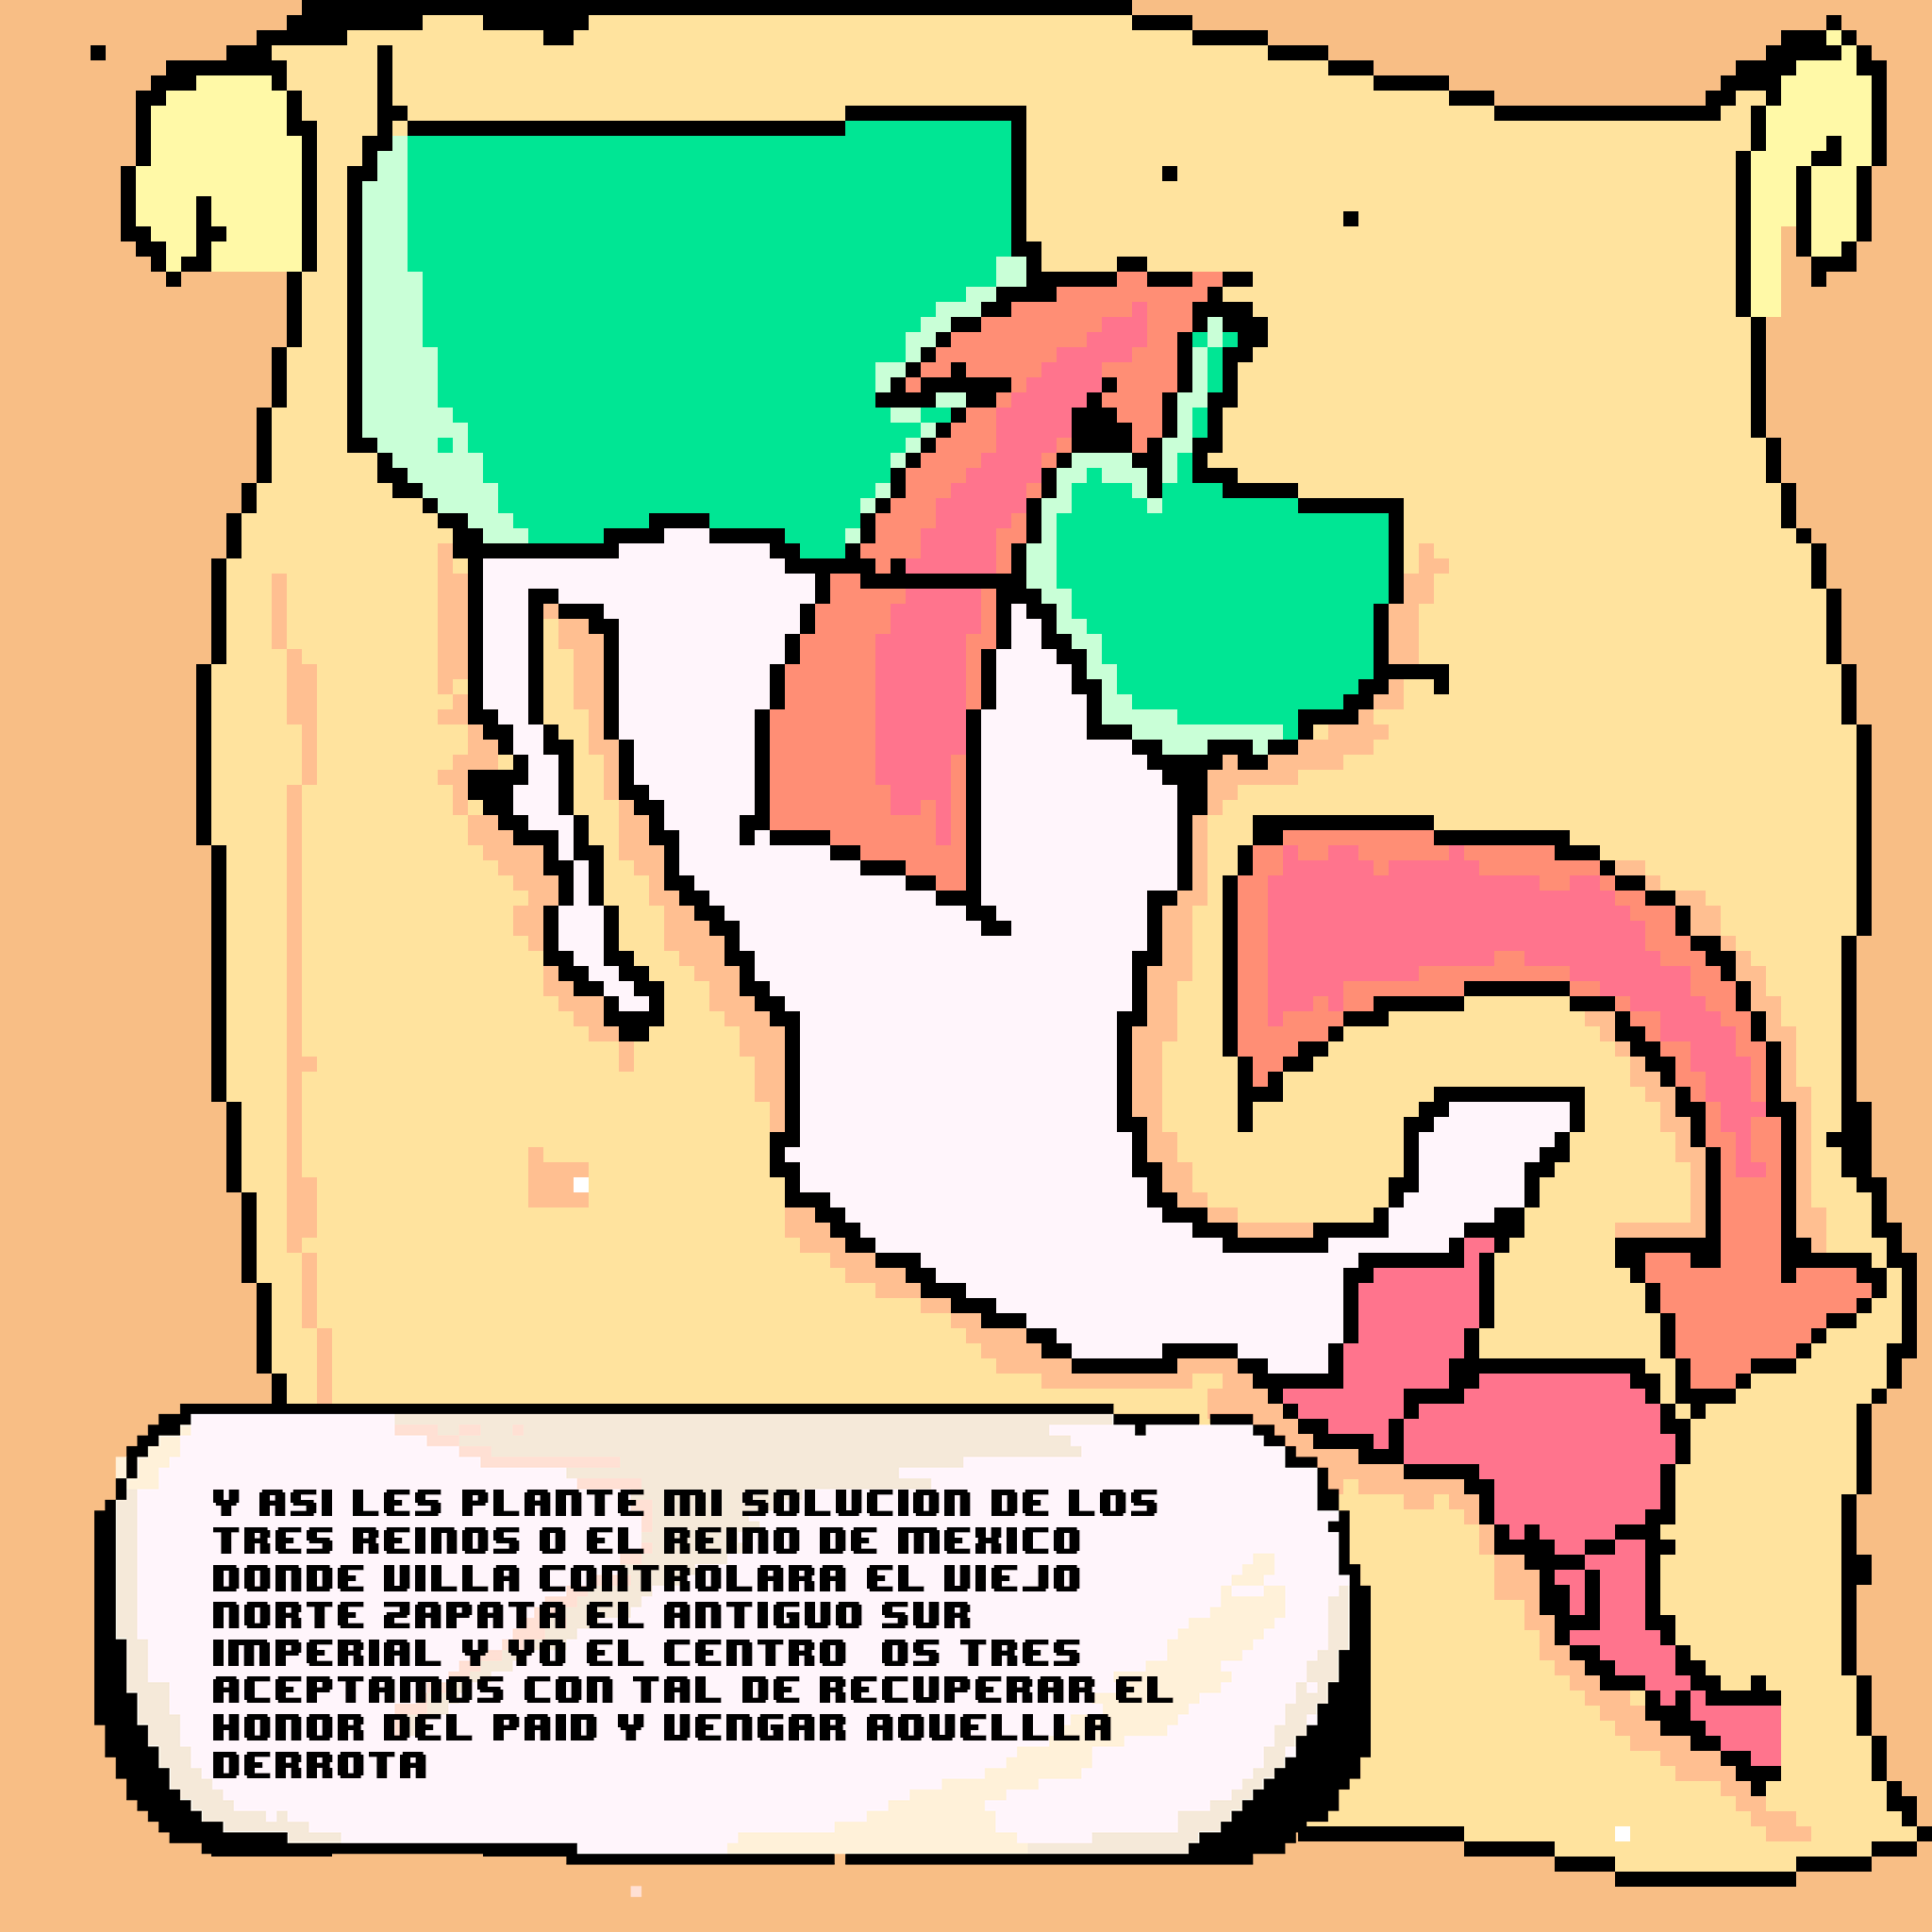 Y ASI LES PLANTE MI SOLUCION DE LOS
TRES REINOS O EL REINO DE MEXICO
DONDE VILLA CONTROLARA EL VIEJO
NORTE ZAPATA EL ANTIGUO SUR
IMPERIAL Y YO EL CENTRO  OS TRES
ACEPTAMOS CON TAL DE RECUPERAR EL
HONOR DEL PAID Y VENGAR AQUELLLA
DERROTA